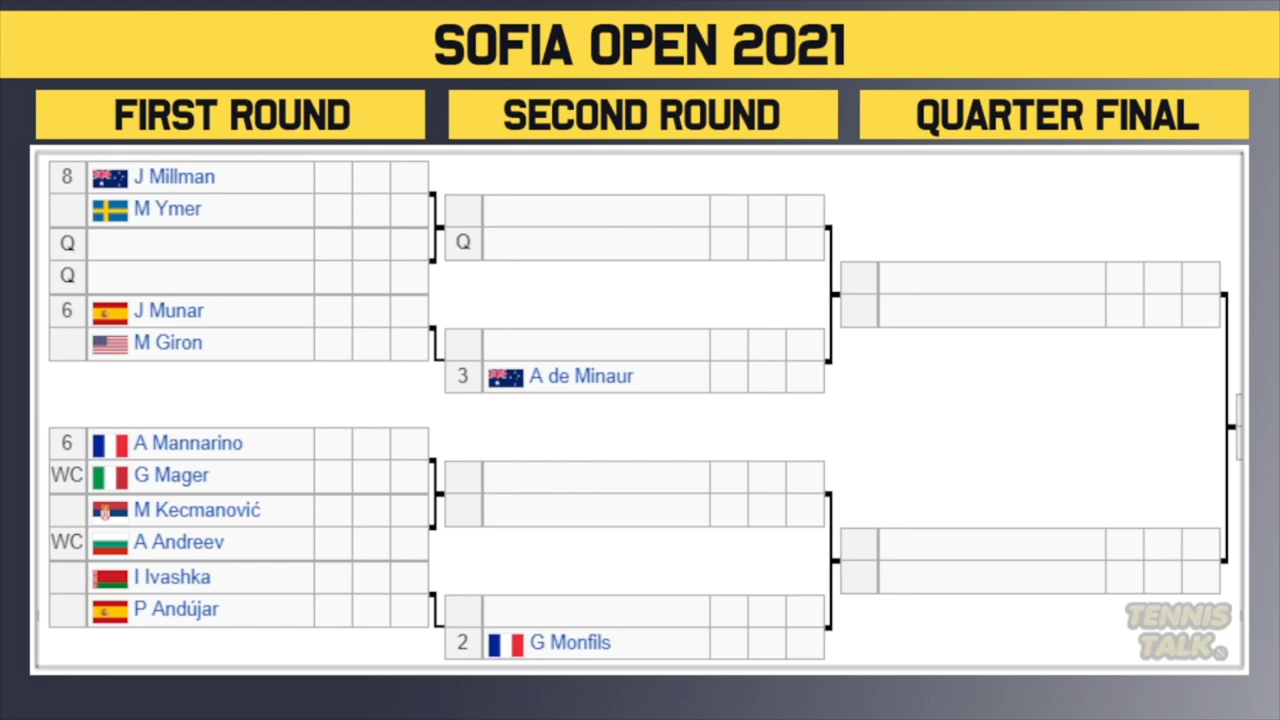 SOFIA OPEN 2021
FIRST ROUND
SECOND ROUND
QUARTER FINAL
8 J Millman
M Ymer
Q
Q
6 J Munar
M Giron
6 A Mannarino
WC G Mager
M Kecmanović
WC A Andreev
I Ivashka
P Andújar
Q
3 A de Minaur
2 G Monfils
TENNIS
TALK